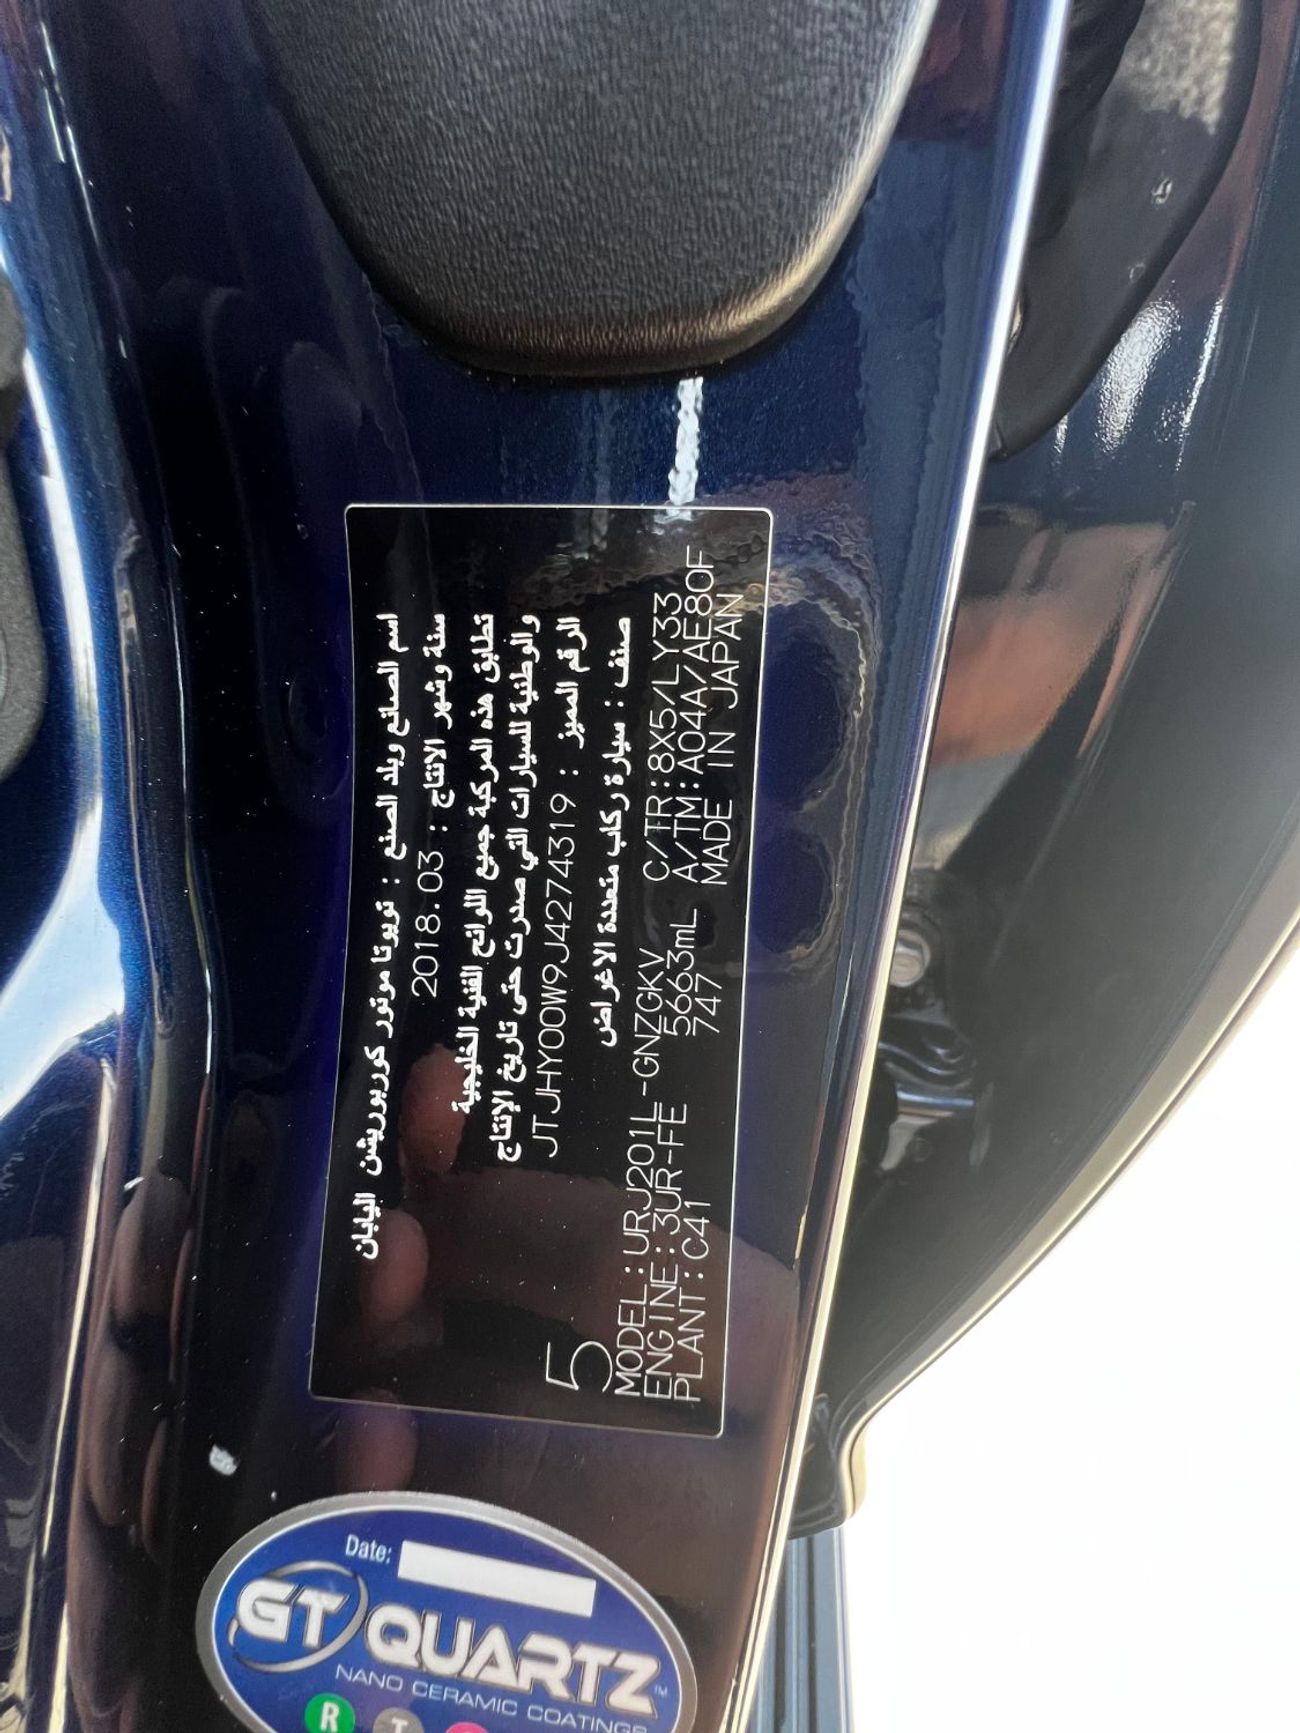 اسم الصانع وبلد الصنع : تويوتا موتور كوربوريشن اليابان
سنة وشهر الانتاج : 2018.03
تطابق هذه المركبة جميع اللوائح الفنية الخليجية
والوطنية للسيارات التي صدرت حتى تاريخ الإنتاج
الرقم المميز : JTJHY00W9J4274319
صنف : سيارة ركاب متعددة الاغراض
5
MODEL:URJ201L-GNZGKV C/TR:8X5/LY33
ENGINE:3UR-FE 5663mL A/TM:A04A/AE80F
PLANT:C41 747 MADE IN JAPAN
Date:
GT QUARTZ™
NANO CERAMIC COATINGS
R T